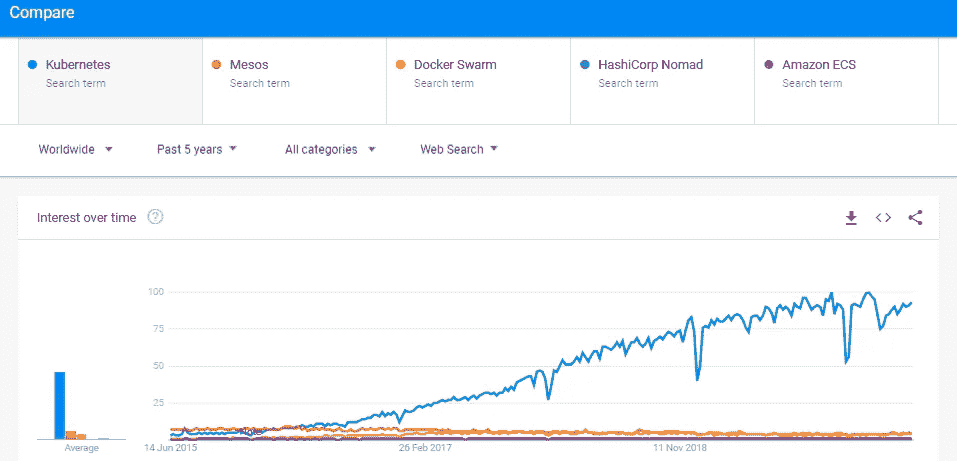 Compare
Kubernetes
Search term
Mesos
Search term
Docker Swarm
Search term
HashiCorp Nomad
Search term
Amazon ECS
Search term
Worldwide
Past 5 years
All categories
Web Search
Interest over time
?
100
75
50
25
Average
14 Jun 2015
26 Feb 2017
11 Nov 2018